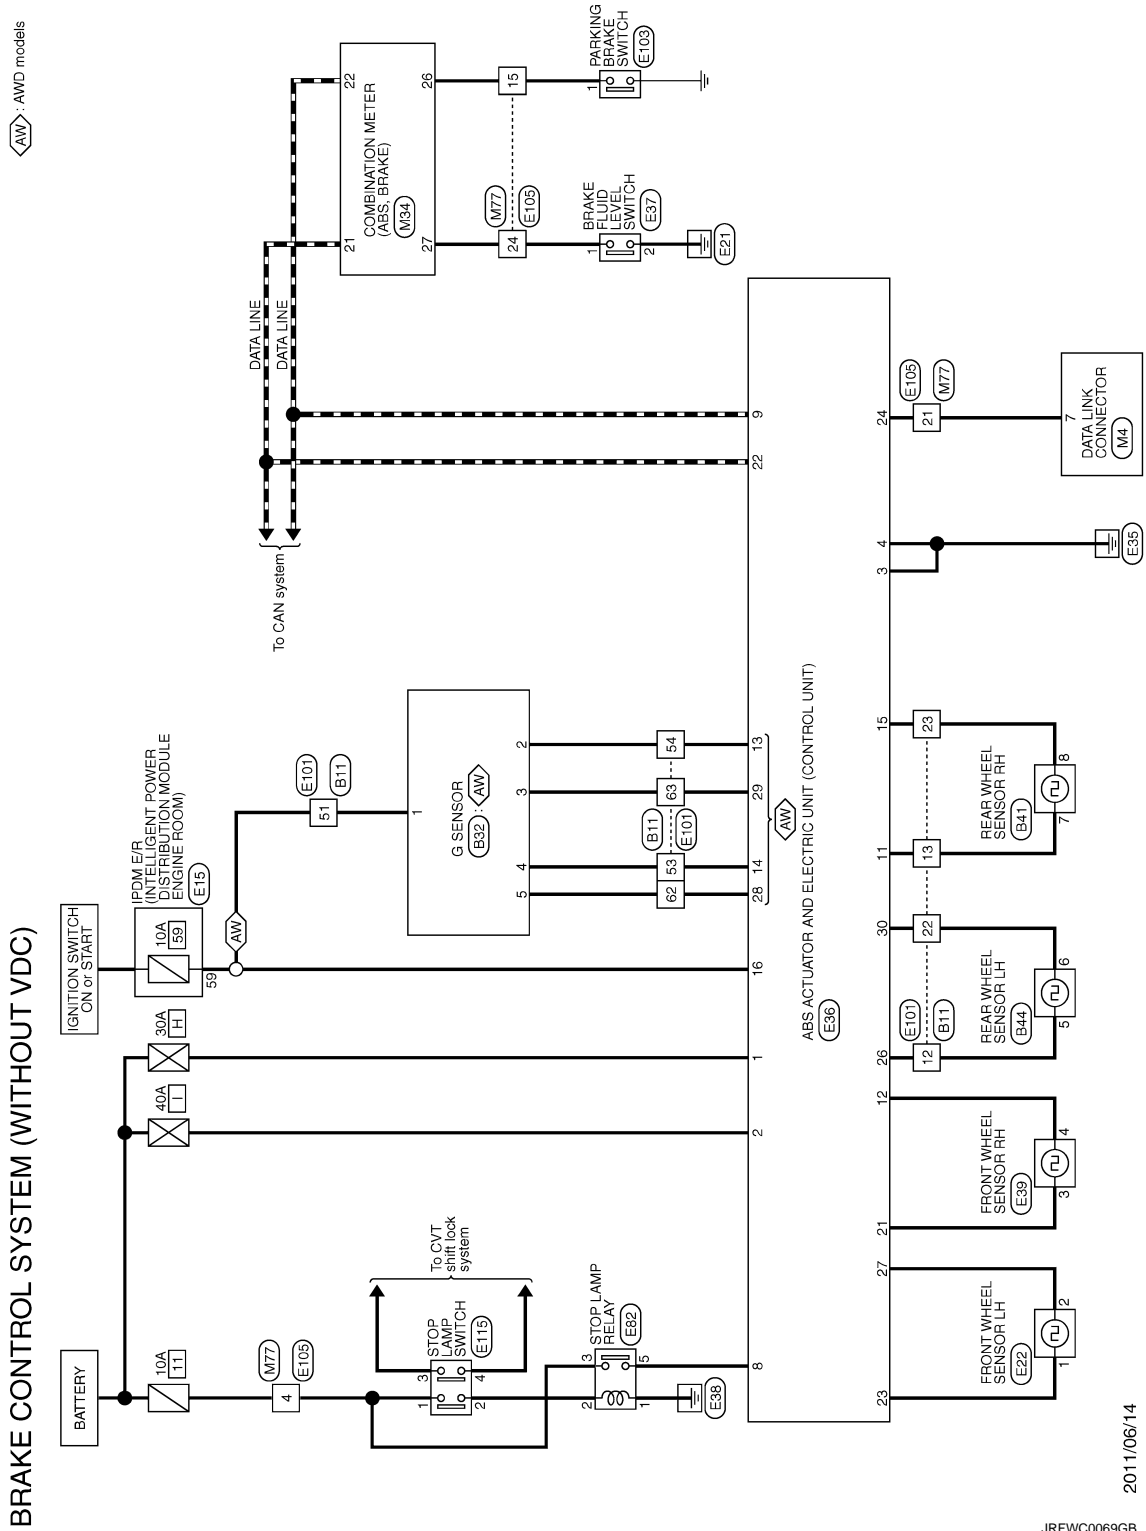 BRAKE CONTROL SYSTEM (WITHOUT VDC)
AW : AWD models
BATTERY
IGNITION SWITCH
ON or START
10A
11
40A
I
30A
H
10A
59
IPDM E/R
(INTELLIGENT POWER
DISTRIBUTION MODULE
ENGINE ROOM)
E15
59
AW
M77
4
E105
E101
51
B11
To CVT
shift lock
system
1
3
STOP
LAMP
SWITCH
E115
2
4
2
3
STOP LAMP
RELAY
E82
1
5
E38
1
G SENSOR
B32 : AW
5
4
3
2
B11
E101
62
53
63
54
AW
To CAN system
DATA LINE
DATA LINE
21
22
COMBINATION METER
(ABS, BRAKE)
M34
27
26
M77
E105
24
15
1
BRAKE
FLUID
LEVEL
SWITCH
E37
2
E21
1
PARKING
BRAKE
SWITCH
E103
8
2
1
16
28
14
29
13
22
9
ABS ACTUATOR AND ELECTRIC UNIT (CONTROL UNIT)
E36
23
27
21
12
26
30
11
15
3
4
24
E101
B11
12
22
13
23
E105
M77
21
FRONT WHEEL
SENSOR LH
E22
1
2
FRONT WHEEL
SENSOR RH
E39
3
4
REAR WHEEL
SENSOR LH
B44
5
6
REAR WHEEL
SENSOR RH
B41
7
8
E35
7
DATA LINK
CONNECTOR
M4
2011/06/14
JRFWC0069GB